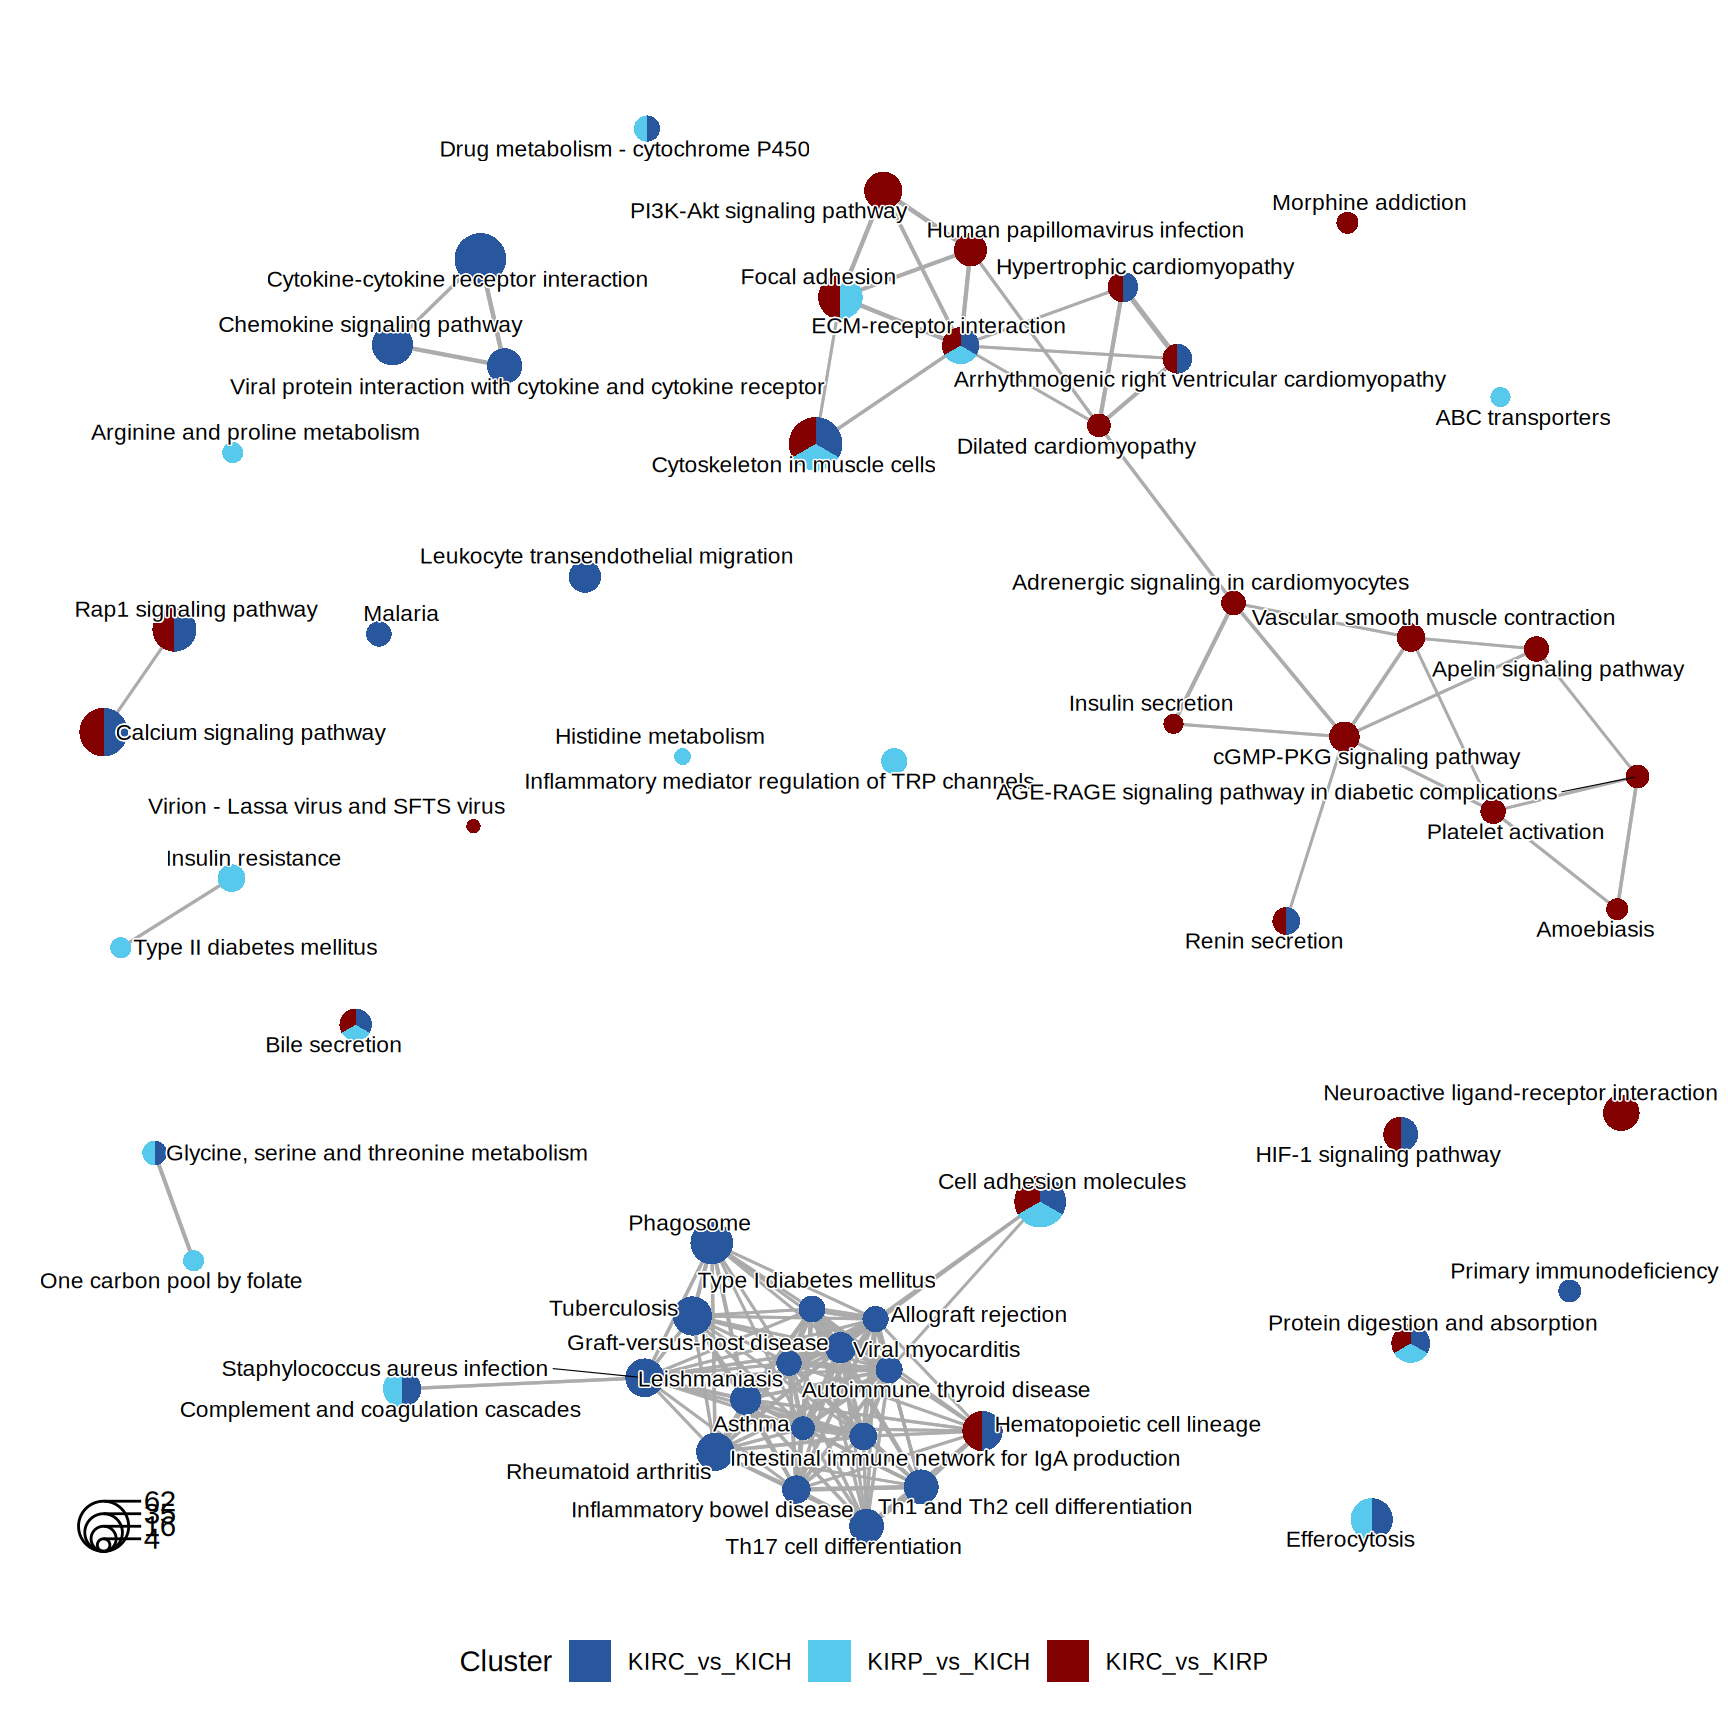 Drug metabolism - cytochrome P450
Morphine addiction
PI3K-Akt signaling pathway
Human papillomavirus infection
Hypertrophic cardiomyopathy
Focal adhesion
Cytokine-cytokine receptor interaction
Chemokine signaling pathway
ECM-receptor interaction
Viral protein interaction with cytokine and cytokine receptor
Arrhythmogenic right ventricular cardiomyopathy
ABC transporters
Arginine and proline metabolism
Dilated cardiomyopathy
Cytoskeleton in muscle cells
Leukocyte transendothelial migration
Adrenergic signaling in cardiomyocytes
Rap1 signaling pathway
Malaria
Vascular smooth muscle contraction
Apelin signaling pathway
Insulin secretion
Calcium signaling pathway
Histidine metabolism
cGMP-PKG signaling pathway
Inflammatory mediator regulation of TRP channels
AGE-RAGE signaling pathway in diabetic complications
Virion - Lassa virus and SFTS virus
Platelet activation
Insulin resistance
Amoebiasis
Renin secretion
Type II diabetes mellitus
Bile secretion
Neuroactive ligand-receptor interaction
HIF-1 signaling pathway
Glycine, serine and threonine metabolism
Cell adhesion molecules
Phagosome
One carbon pool by folate
Type I diabetes mellitus
Primary immunodeficiency
Tuberculosis
Allograft rejection
Protein digestion and absorption
Graft-versus-host disease
Viral myocarditis
Staphylococcus aureus infection
Leishmaniasis
Autoimmune thyroid disease
Complement and coagulation cascades
Asthma
Hematopoietic cell lineage
Intestinal immune network for IgA production
Rheumatoid arthritis
Inflammatory bowel disease
Th1 and Th2 cell differentiation
Th17 cell differentiation
Efferocytosis
62
35
16
4
Cluster KIRC_vs_KICH KIRP_vs_KICH KIRC_vs_KIRP